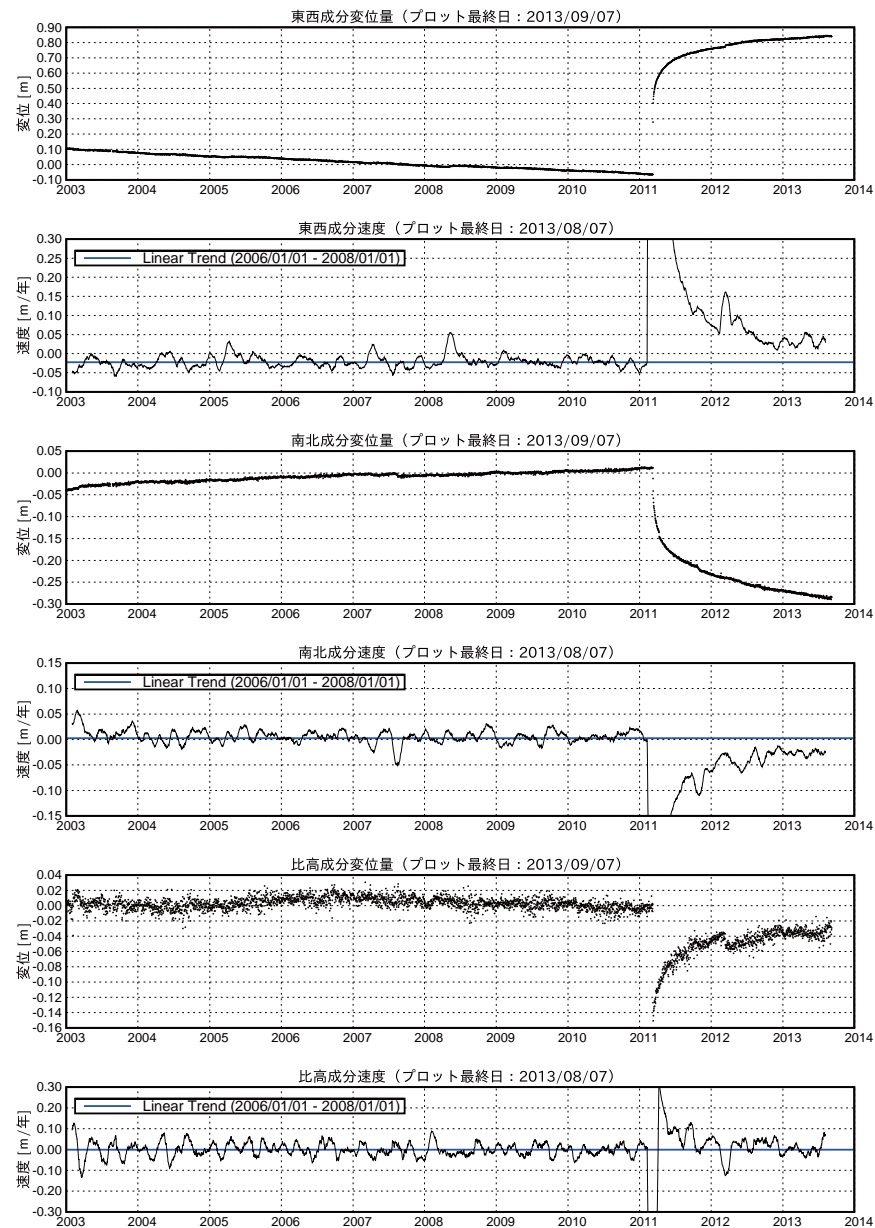 東西成分変位量（プロット最終日：2013/09/07）
変位 [m]
0.90
0.80
0.70
0.60
0.50
0.40
0.30
0.20
0.10
0.00
-0.10
2003 2004 2005 2006 2007 2008 2009 2010 2011 2012 2013 2014
東西成分速度（プロット最終日：2013/08/07）
速度 [m/年]
0.30
0.25
0.20
0.15
0.10
0.05
0.00
-0.05
-0.10
Linear Trend (2006/01/01 - 2008/01/01)
2003 2004 2005 2006 2007 2008 2009 2010 2011 2012 2013 2014
南北成分変位量（プロット最終日：2013/09/07）
変位 [m]
0.05
0.00
-0.05
-0.10
-0.15
-0.20
-0.25
-0.30
2003 2004 2005 2006 2007 2008 2009 2010 2011 2012 2013 2014
南北成分速度（プロット最終日：2013/08/07）
速度 [m/年]
0.15
0.10
0.05
0.00
-0.05
-0.10
-0.15
Linear Trend (2006/01/01 - 2008/01/01)
2003 2004 2005 2006 2007 2008 2009 2010 2011 2012 2013 2014
比高成分変位量（プロット最終日：2013/09/07）
変位 [m]
0.04
0.02
0.00
-0.02
-0.04
-0.06
-0.08
-0.10
-0.12
-0.14
-0.16
2003 2004 2005 2006 2007 2008 2009 2010 2011 2012 2013 2014
比高成分速度（プロット最終日：2013/08/07）
速度 [m/年]
0.30
0.20
0.10
0.00
-0.10
-0.20
-0.30
Linear Trend (2006/01/01 - 2008/01/01)
2003 2004 2005 2006 2007 2008 2009 2010 2011 2012 2013 2014